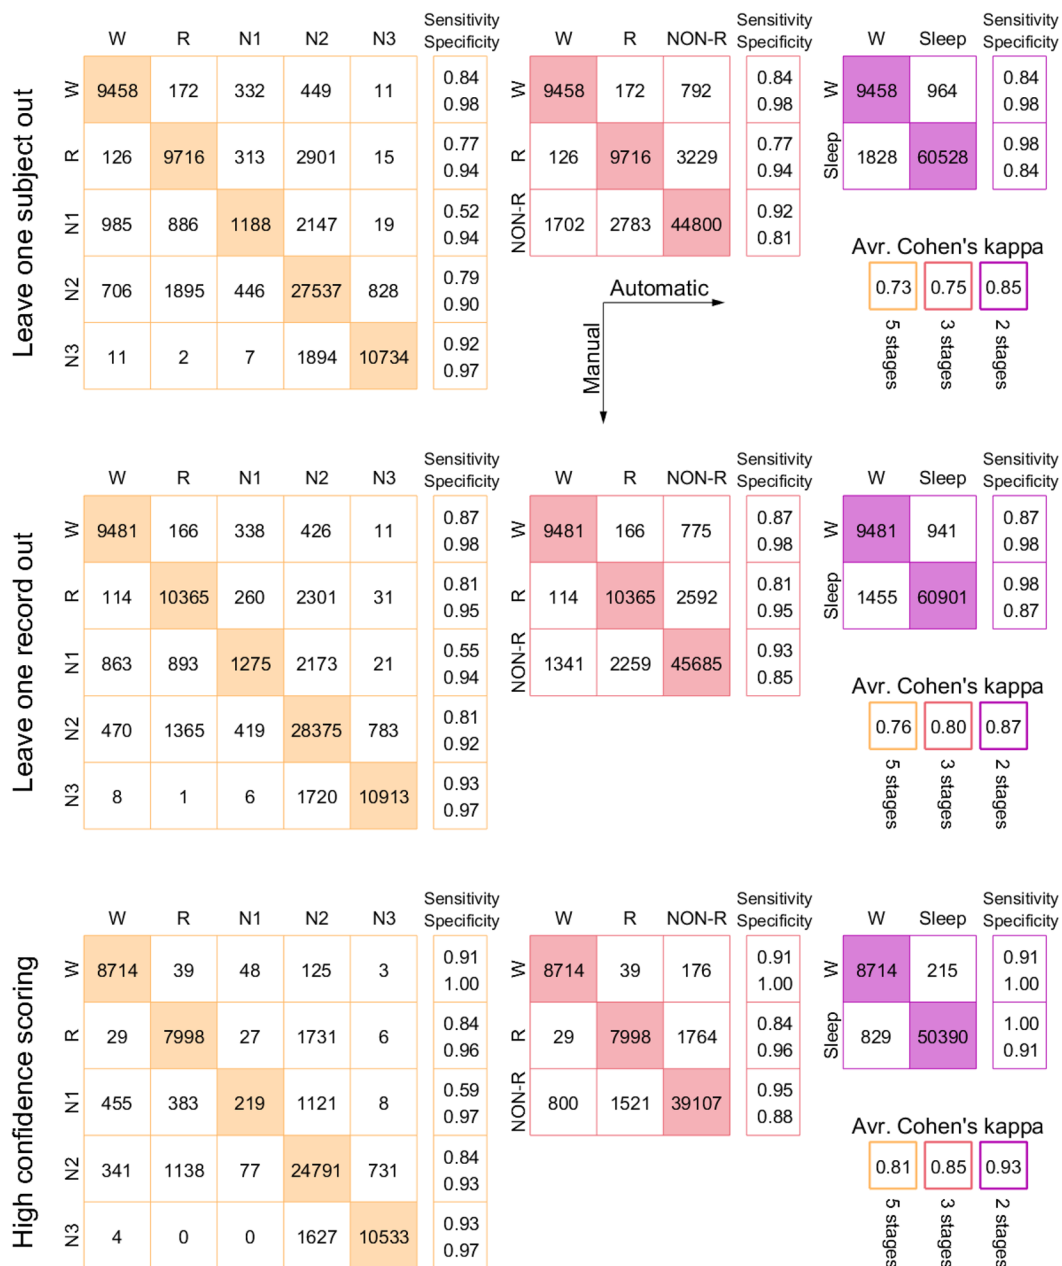 Leave one subject out
W R N1 N2 N3 Sensitivity Specificity
W 9458 172 332 449 11 0.84 0.98
R 126 9716 313 2901 15 0.77 0.94
N1 985 886 1188 2147 19 0.52 0.94
N2 706 1895 446 27537 828 0.79 0.90
N3 11 2 7 1894 10734 0.92 0.97
W R NON-R Sensitivity Specificity
W 9458 172 792 0.84 0.98
R 126 9716 3229 0.77 0.94
NON-R 1702 2783 44800 0.92 0.81
W Sleep Sensitivity Specificity
W 9458 964 0.84 0.98
Sleep 1828 60528 0.98 0.84
Automatic
Manual
Avr. Cohen's kappa
0.73 0.75 0.85
5 stages 3 stages 2 stages
Leave one record out
W R N1 N2 N3 Sensitivity Specificity
W 9481 166 338 426 11 0.87 0.98
R 114 10365 260 2301 31 0.81 0.95
N1 863 893 1275 2173 21 0.55 0.94
N2 470 1365 419 28375 783 0.81 0.92
N3 8 1 6 1720 10913 0.93 0.97
W R NON-R Sensitivity Specificity
W 9481 166 775 0.87 0.98
R 114 10365 2592 0.81 0.95
NON-R 1341 2259 45685 0.93 0.85
W Sleep Sensitivity Specificity
W 9481 941 0.87 0.98
Sleep 1455 60901 0.98 0.87
Avr. Cohen's kappa
0.76 0.80 0.87
5 stages 3 stages 2 stages
High confidence scoring
W R N1 N2 N3 Sensitivity Specificity
W 8714 39 48 125 3 0.91 1.00
R 29 7998 27 1731 6 0.84 0.96
N1 455 383 219 1121 8 0.59 0.97
N2 341 1138 77 24791 731 0.84 0.93
N3 4 0 0 1627 10533 0.93 0.97
W R NON-R Sensitivity Specificity
W 8714 39 176 0.91 1.00
R 29 7998 1764 0.84 0.96
NON-R 800 1521 39107 0.95 0.88
W Sleep Sensitivity Specificity
W 8714 215 0.91 1.00
Sleep 829 50390 1.00 0.91
Avr. Cohen's kappa
0.81 0.85 0.93
5 stages 3 stages 2 stages